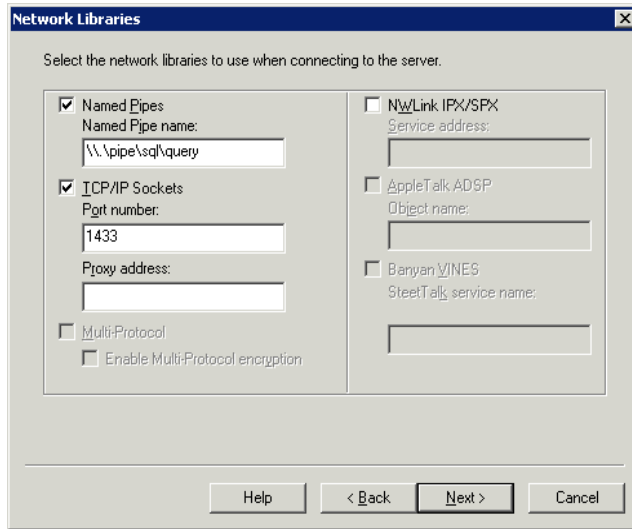 Network Libraries
Select the network libraries to use when connecting to the server.
Named Pipes
Named Pipe name:
\\.\pipe\sql\query
TCP/IP Sockets
Port number:
1433
Proxy address:
Multi-Protocol
Enable Multi-Protocol encryption
NWLink IPX/SPX
Service address:
AppleTalk ADSP
Object name:
Banyan VINES
SteetTalk service name:
Help
< Back
Next >
Cancel